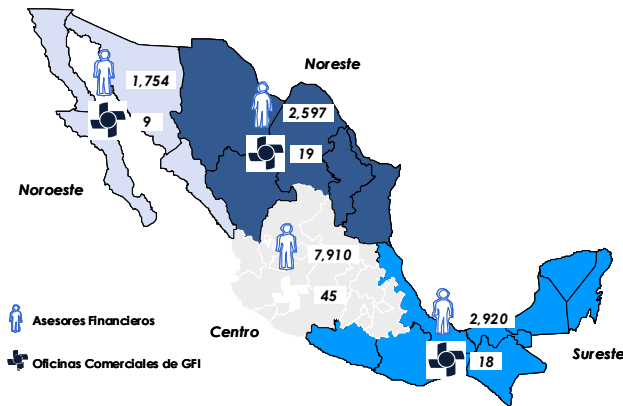 Noreste
1,754
2,597
9
19
Noroeste
7,910
45
2,920
Asesores Financieros
Centro
Sureste
18
Oficinas Comerciales de GFI